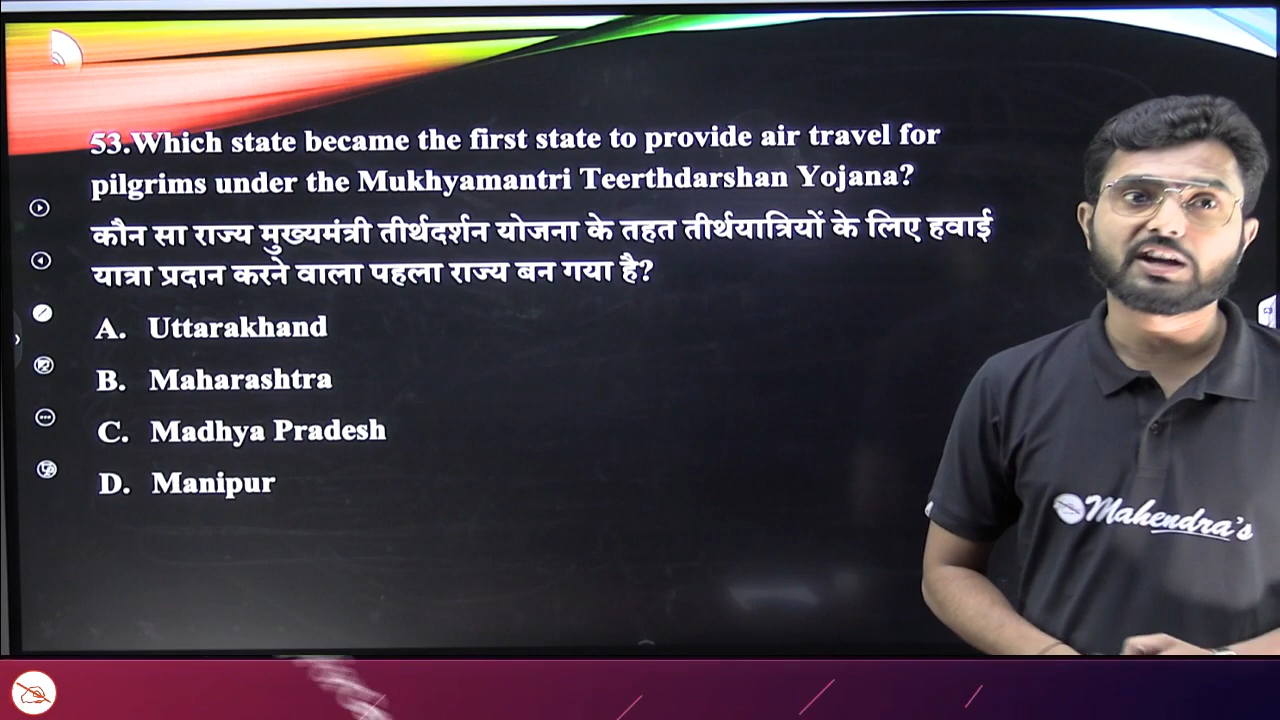 53.Which state became the first state to provide air travel for
pilgrims under the Mukhyamantri Teerthdarshan Yojana?
कौन सा राज्य मुख्यमंत्री तीर्थदर्शन योजना के तहत तीर्थयात्रियों के लिए हवाई
यात्रा प्रदान करने वाला पहला राज्य बन गया है?
A. Uttarakhand
B. Maharashtra
C. Madhya Pradesh
D. Manipur
Mahendra's